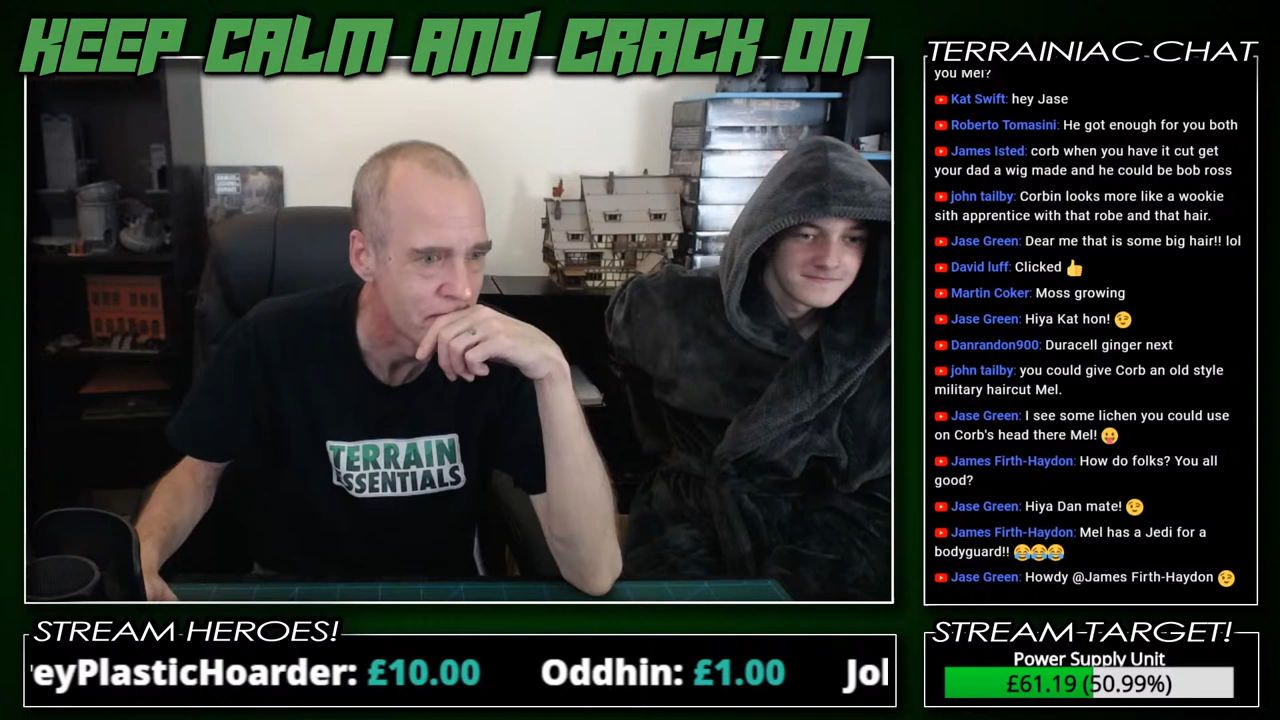 KEEP CALM AND CRACK ON
TERRAINIAC CHAT
you Mel?
Kat Swift: hey Jase
Roberto Tomasini: He got enough for you both
James Isted: corb when you have it cut get
your dad a wig made and he could be bob ross
john tailby: Corbin looks more like a wookie
sith apprentice with that robe and that hair.
Jase Green: Dear me that is some big hair!! lol
David luff: Clicked 👍
Martin Coker: Moss growing
Jase Green: Hiya Kat hon! 😉
Danrandon900: Duracell ginger next
john tailby: you could give Corb an old style
military haircut Mel.
Jase Green: I see some lichen you could use
on Corb's head there Mel! 😛
James Firth-Haydon: How do folks? You all
good?
Jase Green: Hiya Dan mate! 😉
James Firth-Haydon: Mel has a Jedi for a
bodyguard!! 😂😂😂
Jase Green: Howdy @James Firth-Haydon 😉
TERRAIN
ESSENTIALS
STREAM HEROES!
eyPlasticHoarder: £10.00 Oddhin: £1.00 Jol
STREAM TARGET!
Power Supply Unit
£61.19 (50.99%)